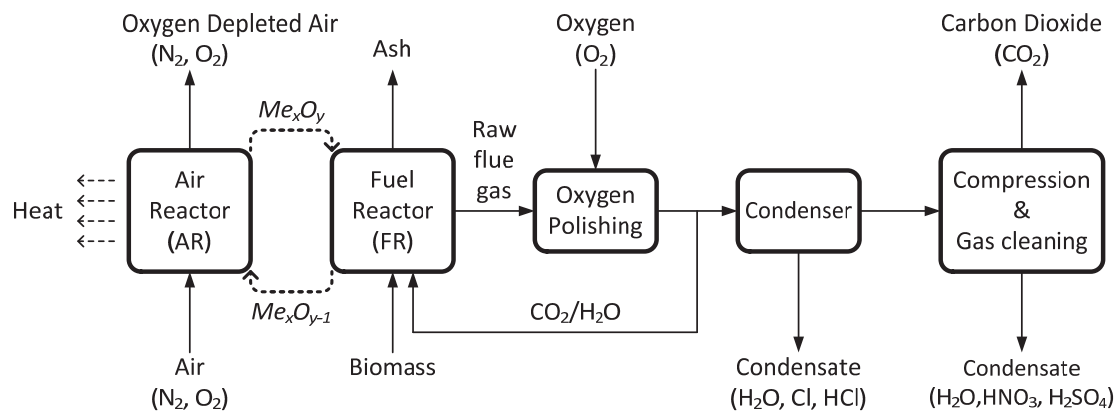 Oxygen Depleted Air
(N₂, O₂)
Ash
Oxygen
(O₂)
Carbon Dioxide
(CO₂)
MeₓOᵧ
Heat
Air
Reactor
(AR)
Fuel
Reactor
(FR)
Raw
flue
gas
Oxygen
Polishing
Condenser
Compression
&
Gas cleaning
MeₓOᵧ₋₁
CO₂/H₂O
Air
(N₂, O₂)
Biomass
Condensate
(H₂O, Cl, HCl)
Condensate
(H₂O,HNO₃, H₂SO₄)